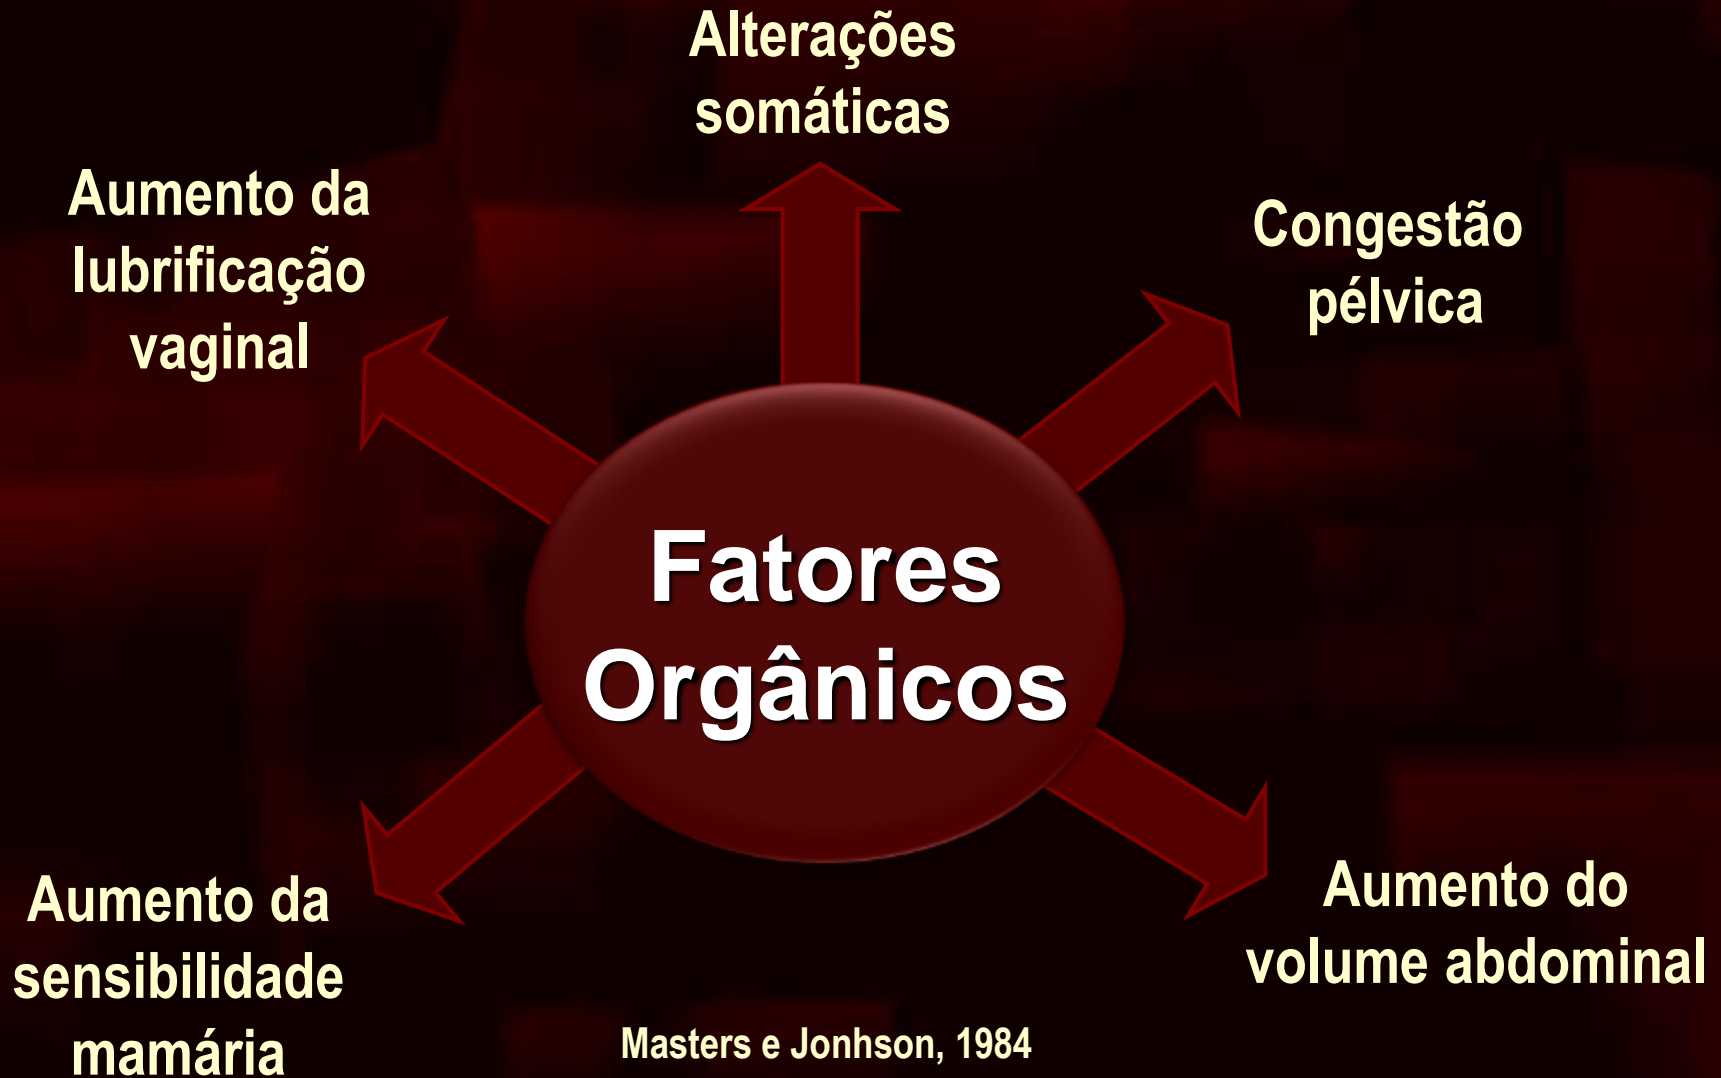 Alterações
somáticas
Aumento da
lubrificação
vaginal
Congestão
pélvica
Fatores
Orgânicos
Aumento da
sensibilidade
mamária
Aumento do
volume abdominal
Masters e Jonhson, 1984